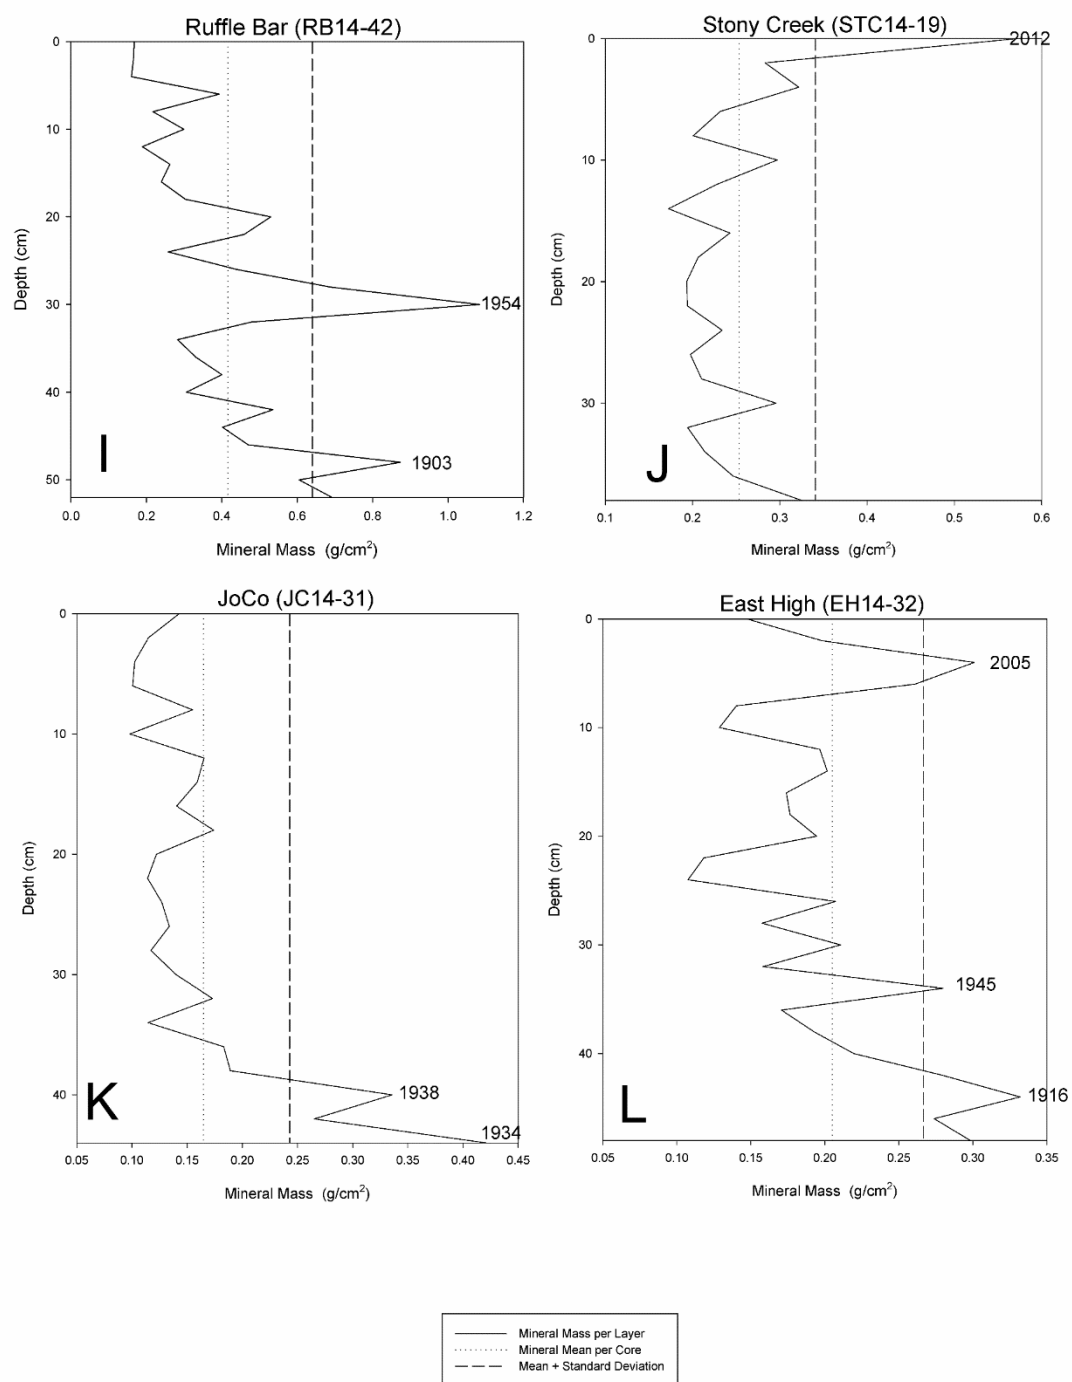 Ruffle Bar (RB14-42)
0
10
20
30
40
50
Depth (cm)
1954
1903
I
0.0 0.2 0.4 0.6 0.8 1.0 1.2
Mineral Mass (g/cm²)
Stony Creek (STC14-19)
0
10
20
30
Depth (cm)
2012
J
0.1 0.2 0.3 0.4 0.5 0.6
Mineral Mass (g/cm²)
JoCo (JC14-31)
0
10
20
30
40
Depth (cm)
1938
1934
K
0.05 0.10 0.15 0.20 0.25 0.30 0.35 0.40 0.45
Mineral Mass (g/cm²)
East High (EH14-32)
0
10
20
30
40
Depth (cm)
2005
1945
1916
L
0.05 0.10 0.15 0.20 0.25 0.30 0.35
Mineral Mass (g/cm²)
Mineral Mass per Layer
Mineral Mean per Core
Mean + Standard Deviation